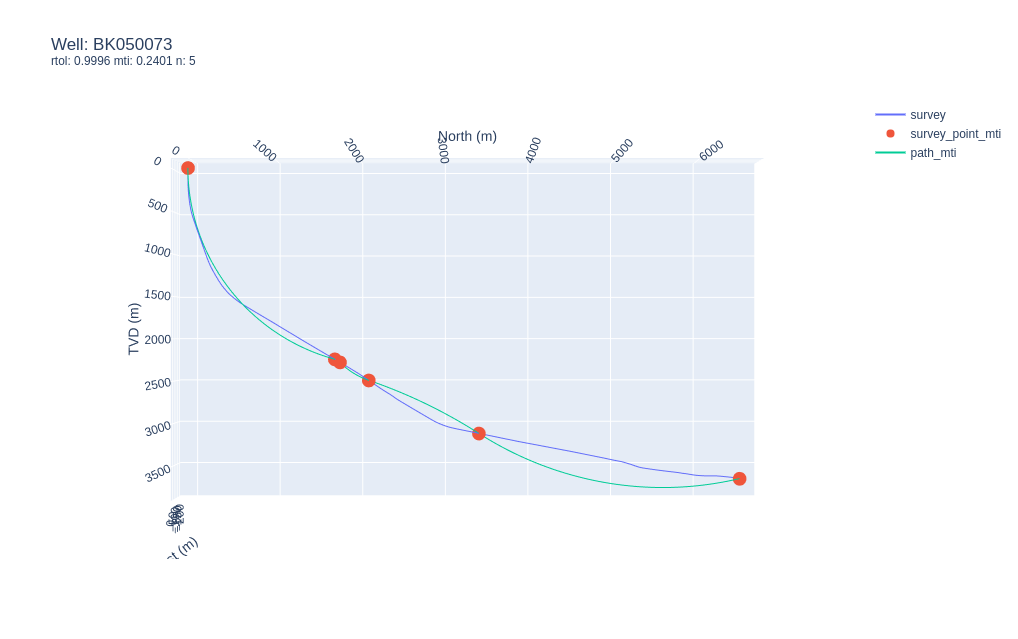 Well: BK050073
rtol: 0.9996 mti: 0.2401 n: 5
survey
survey_point_mti
path_mti
North (m)
0
1000
2000
3000
4000
5000
6000
TVD (m)
0
500
1000
1500
2000
2500
3000
3500
(m)